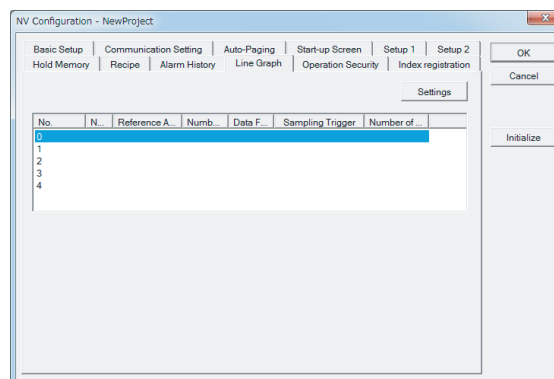 NV Configuration - NewProject
Basic Setup Communication Setting Auto-Paging Start-up Screen Setup 1 Setup 2
Hold Memory Recipe Alarm History Line Graph Operation Security Index registration
OK
Cancel
Settings
Initialize
No. N... Reference A... Numb... Data F... Sampling Trigger Number of ...
0
1
2
3
4